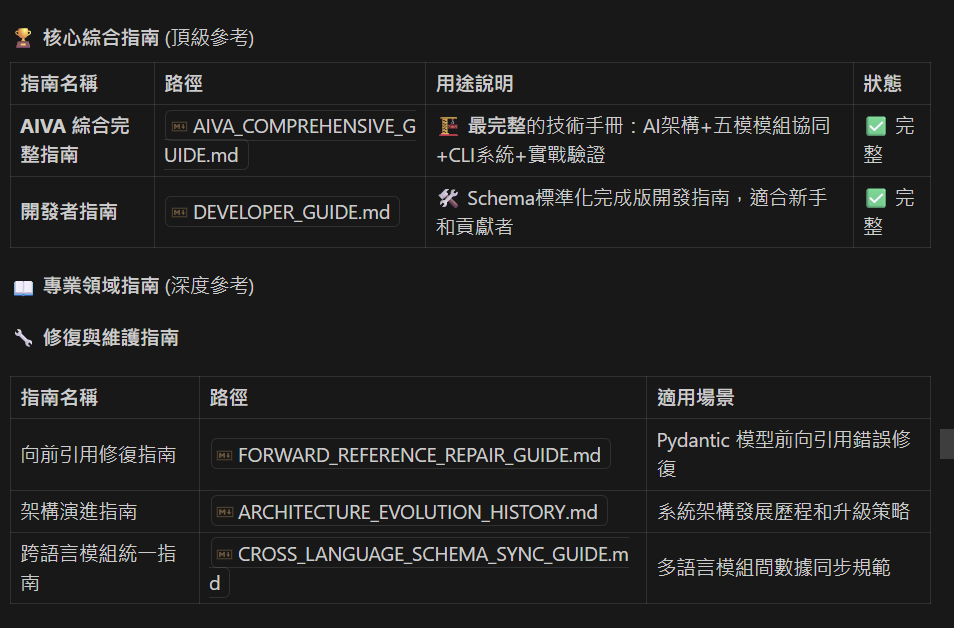 🏆 核心綜合指南 (頂級參考)
指南名稱 路徑 用途說明 狀態
AIVA 綜合完
整指南
AIVA_COMPREHENSIVE_G
UIDE.md
🏗️ 最完整的技術手冊：AI架構+五模模組協同
+CLI系統+實戰驗證
✅ 完
整
開發者指南
DEVELOPER_GUIDE.md
🛠️ Schema標準化完成版開發指南，適合新手
和貢獻者
✅ 完
整
📖 專業領域指南 (深度參考)
🔧 修復與維護指南
指南名稱 路徑 適用場景
向前引用修復指南
FORWARD_REFERENCE_REPAIR_GUIDE.md
Pydantic 模型前向引用錯誤修
復
架構演進指南
ARCHITECTURE_EVOLUTION_HISTORY.md
系統架構發展歷程和升級策略
跨語言模組統一指
南
CROSS_LANGUAGE_SCHEMA_SYNC_GUIDE.m
d
多語言模組間數據同步規範